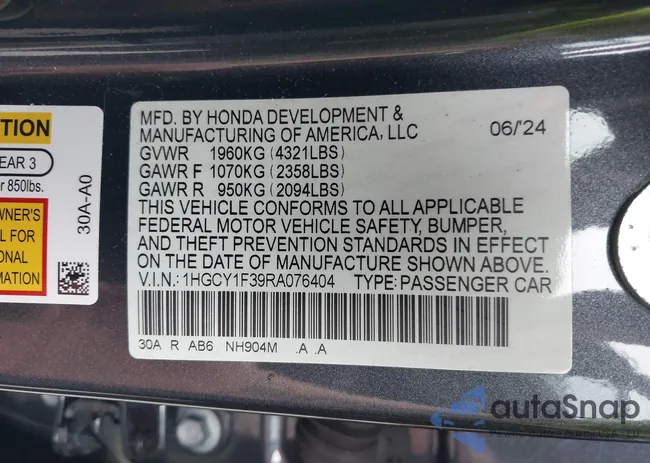 TION
EAR 3
r 850lbs.
WNER'S
L FOR
ONAL
MATION
30A-A0
MFD. BY HONDA DEVELOPMENT &
MANUFACTURING OF AMERICA, LLC 06/'24
GVWR 1960KG (4321LBS)
GAWR F 1070KG (2358LBS)
GAWR R 950KG (2094LBS)
THIS VEHICLE CONFORMS TO ALL APPLICABLE
FEDERAL MOTOR VEHICLE SAFETY, BUMPER,
AND THEFT PREVENTION STANDARDS IN EFFECT
ON THE DATE OF MANUFACTURE SHOWN ABOVE.
V.I.N.: 1HGCY1F39RA076404 TYPE: PASSENGER CAR
30A R AB6 NH904M .A .A
autoSnap